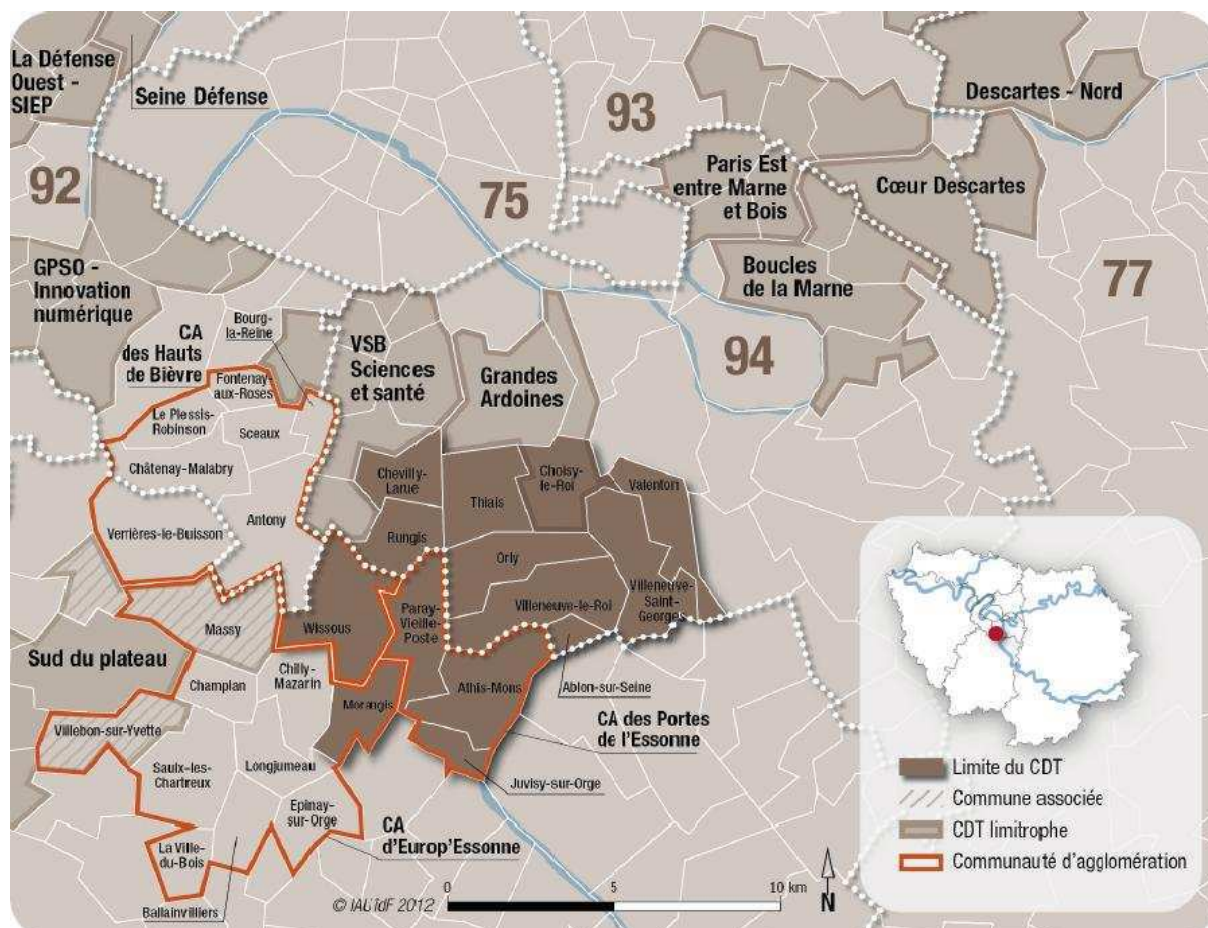 La Défense
Ouest -
SIEP
Seine Défense
93
Descartes - Nord
92
75
Paris Est
entre Marne
et Bois
Cœur Descartes
GPSO -
Innovation
numérique
Boucles
de la Marne
77
CA
des Hauts
de Bièvre
Bourg-
la-Reine
VSB
Sciences
et santé
Grandes
Ardoines
94
Fontenay-
aux-Roses
Le Plessis-
Robinson
Sceaux
Châtenay-Malabry
Chevilly-
Larue
Thiais
Choisy-
le-Roi
Valenton
Verrières-le-Buisson
Antony
Rungis
Orly
Villeneuve-le-Roi
Villeneuve-
Saint-
Georges
Massy
Wissous
Paray-
Vieille-
Poste
Sud du plateau
Champlan
Chilly-
Mazarin
Athis-Mons
Ablon-sur-Seine
Morangis
Villebon-sur-Yvette
CA des Portes
de l'Essonne
Saulx-les-
Chartreux
Longjumeau
Juvisy-sur-Orge
Epinay-
sur-Orge
CA
d'Europ'Essonne
La Ville-
du-Bois
Ballainvilliers
© IAU îdF 2012
0 5 10 km
N
Limite du CDT
Commune associée
CDT limitrophe
Communauté d'agglomération